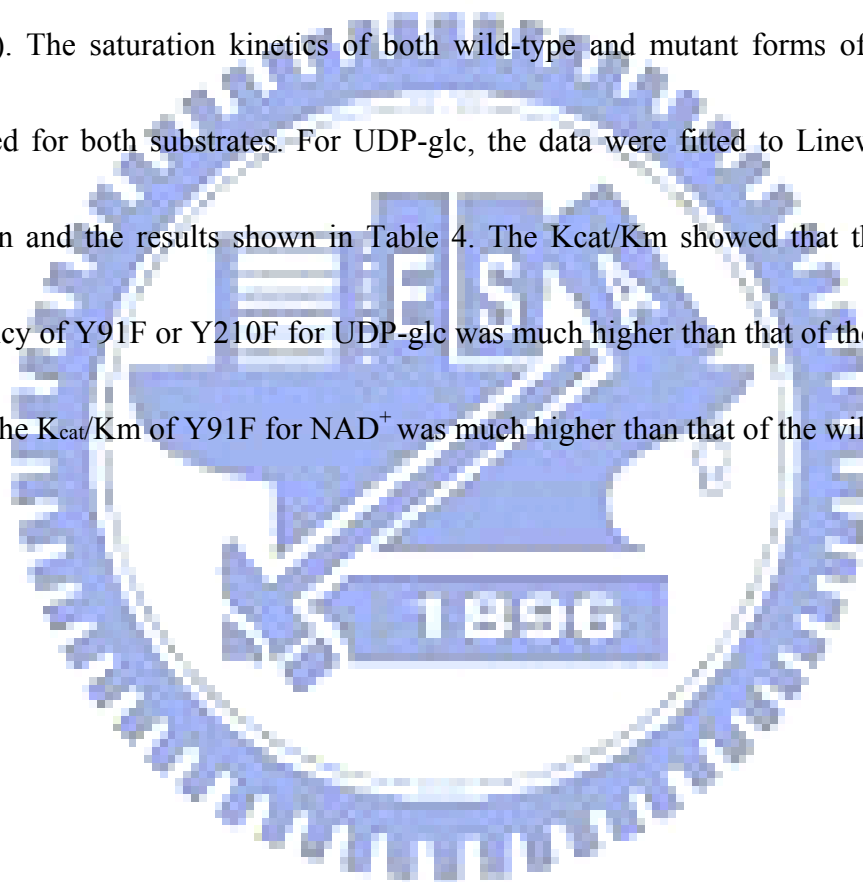 ). The saturation kinetics of both wild-type and mutant forms of
ed for both substrates. For UDP-glc, the data were fitted to Linew
n and the results shown in Table 4. The Kcat/Km showed that th
ncy of Y91F or Y210F for UDP-glc was much higher than that of the
he Kcat/Km of Y91F for NAD+ was much higher than that of the wil
E S
1996